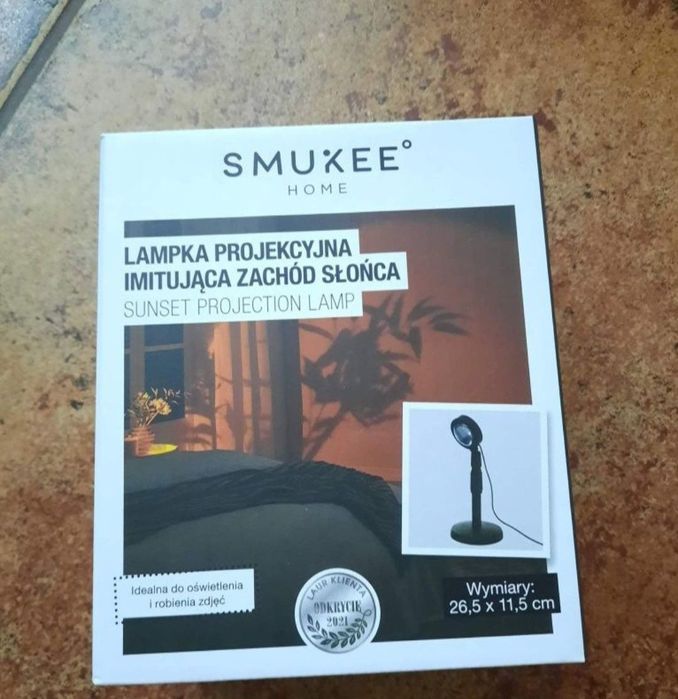 SMUKEE°
HOME
LAMPKA PROJEKCYJNA
IMITUJĄCA ZACHÓD SŁOŃCA
SUNSET PROJECTION LAMP
Idealna do oświetlenia
i robienia zdjęć
LAUR KLIENTA
ODKRYCIE
2021
Wymiary:
26,5 x 11,5 cm